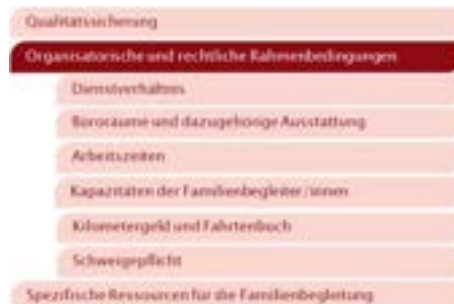 Qualitätssicherung
Organisatorische und rechtliche Rahmenbedingungen
Dienstverhältnis
Büroräume und dazugehörige Ausstattung
Arbeitszeiten
Kapazitäten der Familienbegleiter/innen
Kilometergeld und Fahrtenbuch
Schweigepflicht
Spezifische Ressourcen für die Familienbegleitung